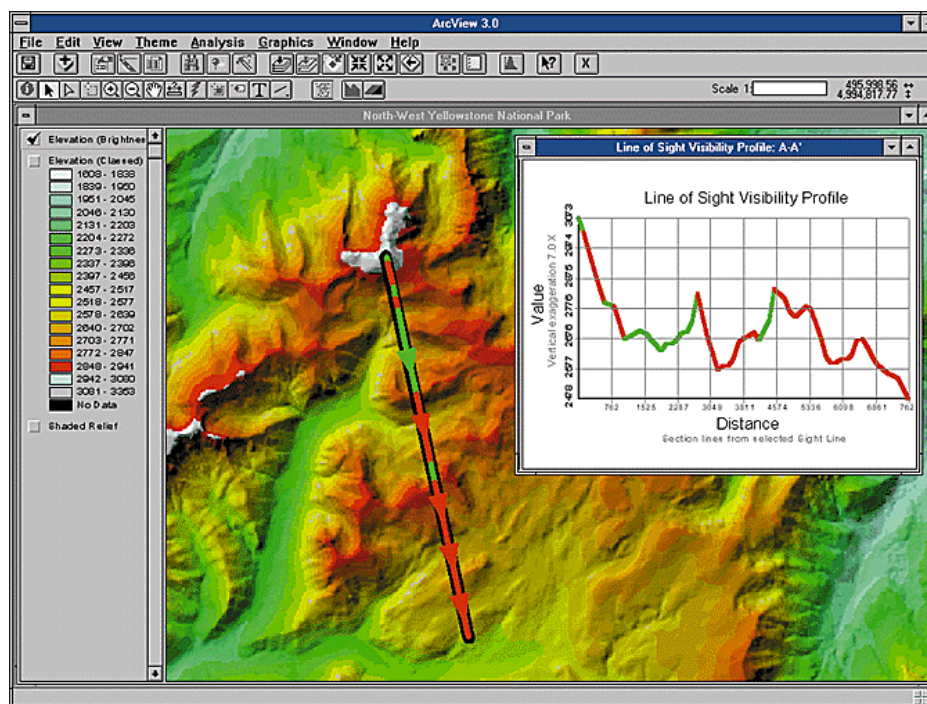 ArcView 3.0
File Edit View Theme Analysis Graphics Window Help
X
Scale 1:
495,998.56
4,994,817.77
North-West Yellowstone National Park
Elevation (Brightnes
Elevation (Classed)
1608 - 1838
1839 - 1950
1951 - 2045
2046 - 2130
2131 - 2203
2204 - 2272
2273 - 2336
2337 - 2396
2397 - 2456
2457 - 2517
2518 - 2577
2578 - 2639
2640 - 2702
2703 - 2771
2772 - 2847
2848 - 2941
2942 - 3080
3081 - 3353
No Data
Shaded Relief
Line of Sight Visibility Profile: A-A'
Line of Sight Visibility Profile
Value
Vertical exaggeration 7.0 X
3073
2974
2875
2776
2676
2577
2478
762 1525 2287 3049 3811 4574 5336 6098 6861 762
Distance
Section lines from selected Sight Line